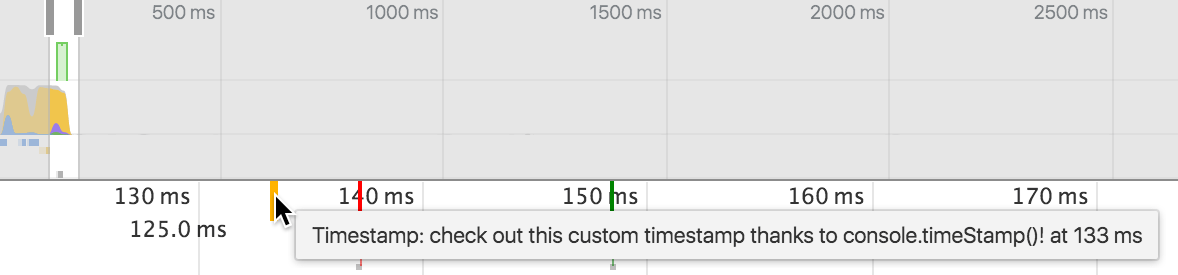 500 ms 1000 ms 1500 ms 2000 ms 2500 ms
130 ms 140 ms 150 ms 160 ms 170 ms
125.0 ms
Timestamp: check out this custom timestamp thanks to console.timeStamp()! at 133 ms